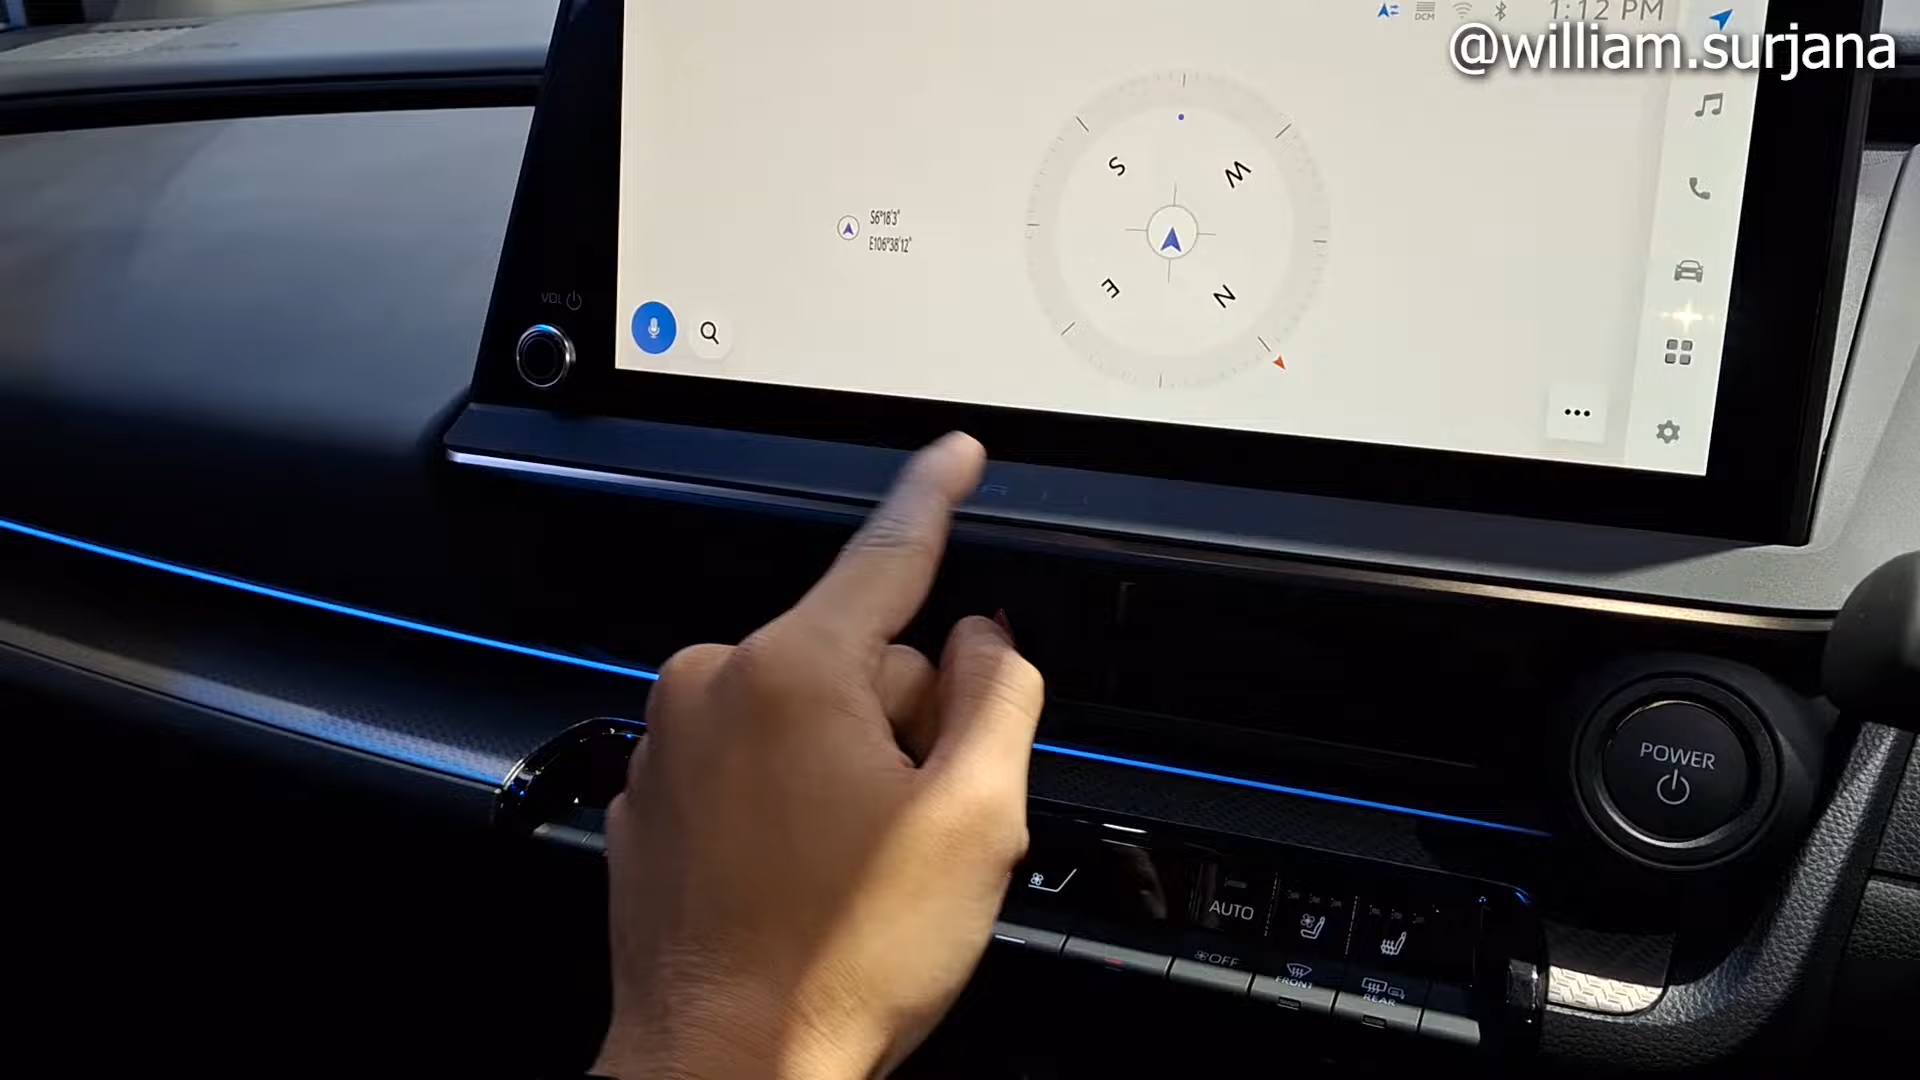 DCM
1:12 PM
@william.surjana
S
W
S6°18'3"
E106°38'12"
E
N
VOL
POWER
AUTO
OFF
FRONT
REAR